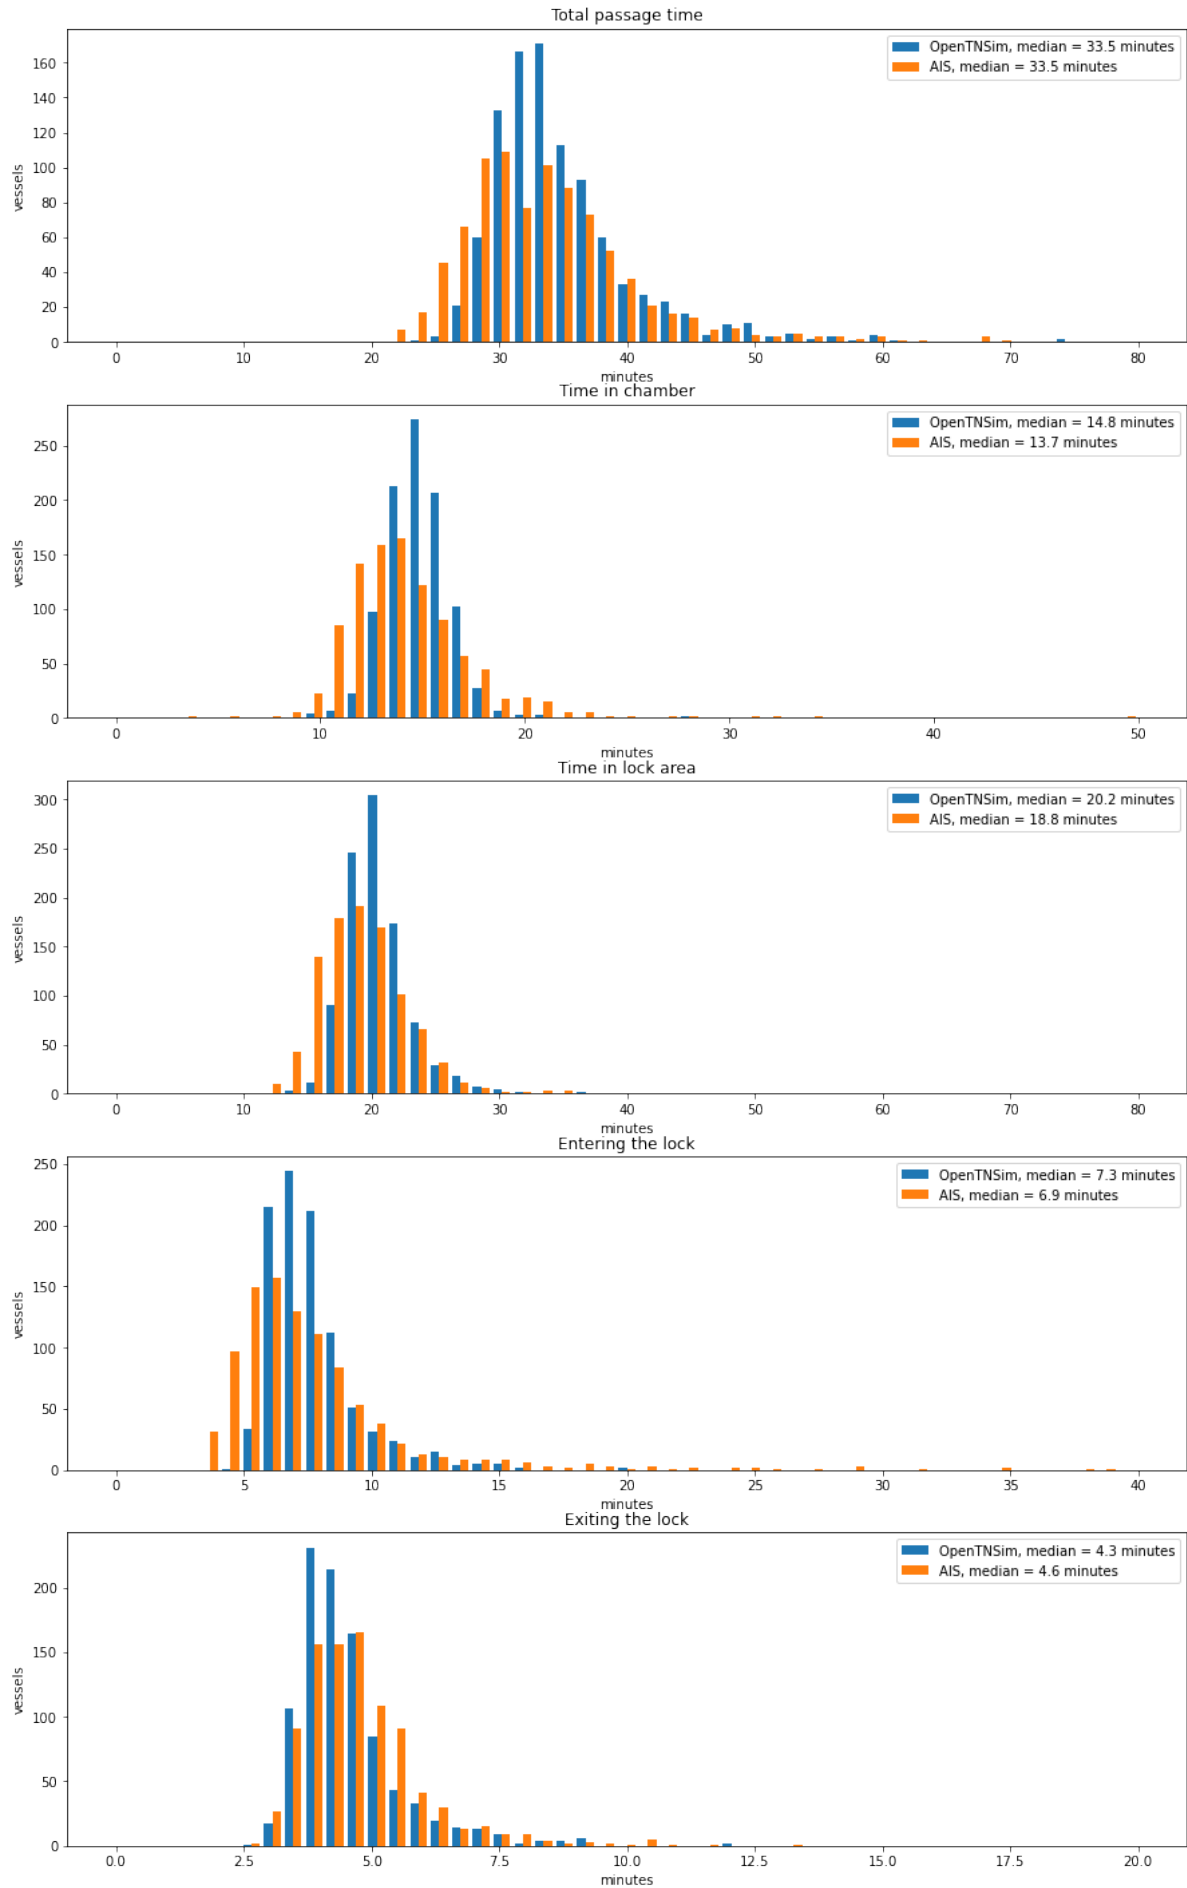 Total passage time
OpenTNSim, median = 33.5 minutes
AIS, median = 33.5 minutes
160
140
120
100
80
60
40
20
0
vessels
0 10 20 30 40 50 60 70 80
minutes
Time in chamber
OpenTNSim, median = 14.8 minutes
AIS, median = 13.7 minutes
250
200
150
100
50
0
vessels
0 10 20 30 40 50
minutes
Time in lock area
OpenTNSim, median = 20.2 minutes
AIS, median = 18.8 minutes
300
250
200
150
100
50
0
vessels
0 10 20 30 40 50 60 70 80
minutes
Entering the lock
OpenTNSim, median = 7.3 minutes
AIS, median = 6.9 minutes
250
200
150
100
50
0
vessels
0 5 10 15 20 25 30 35 40
minutes
Exiting the lock
OpenTNSim, median = 4.3 minutes
AIS, median = 4.6 minutes
200
150
100
50
0
vessels
0.0 2.5 5.0 7.5 10.0 12.5 15.0 17.5 20.0
minutes